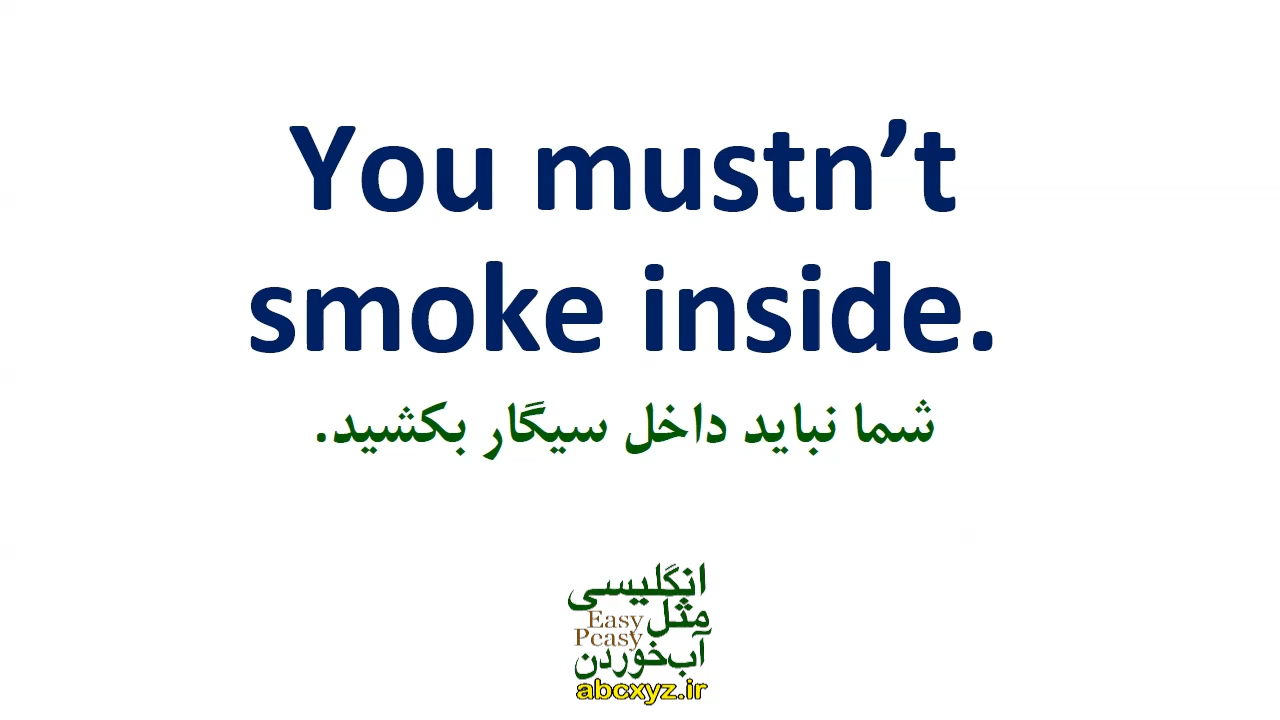 You mustn’t
smoke inside.
شما نباید داخل سیگار بکشید.
انگلیسی
مثل
Easy
Peasy
آب‌خوردن
abcxyz.ir